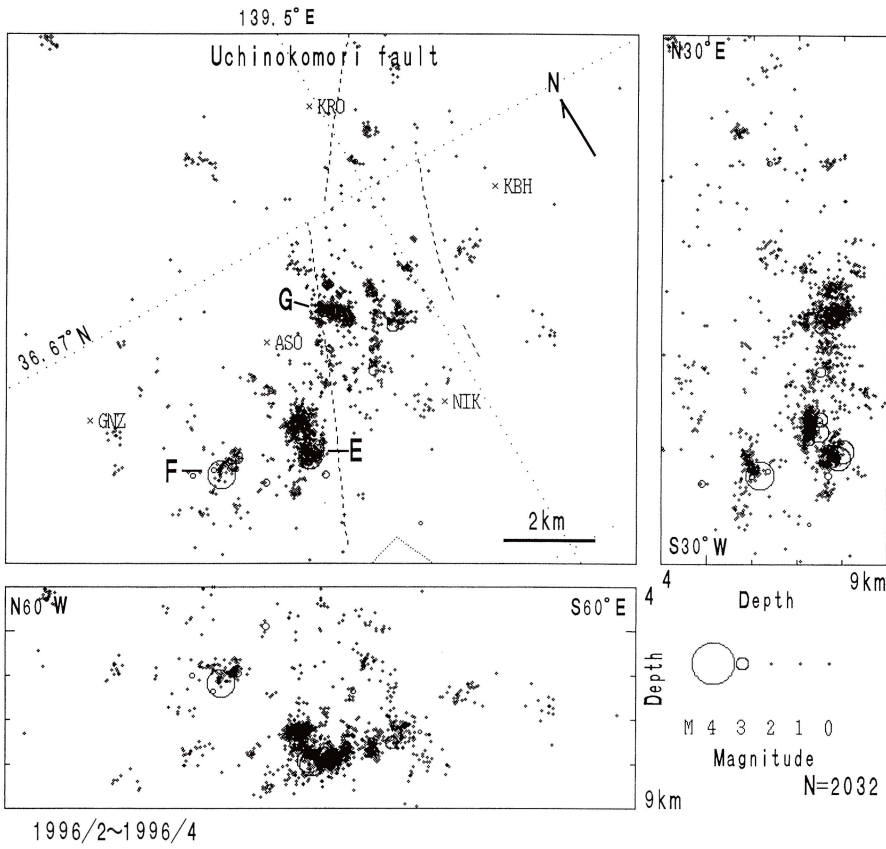 139.5°E
Uchinokomori fault
N
KRO
KBH
G
36.67°N
ASO
GNZ
NIK
E
F
2km
N30°E
S30°W
4
9km
Depth
N60°W
S60°E
4
Depth
9km
M 4 3 2 1 0
Magnitude
N=2032
1996/2~1996/4